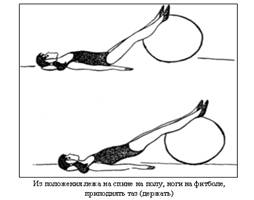 Из положения лежа на спине на полу, ноги на фитболе,
приподнять таз (держать)